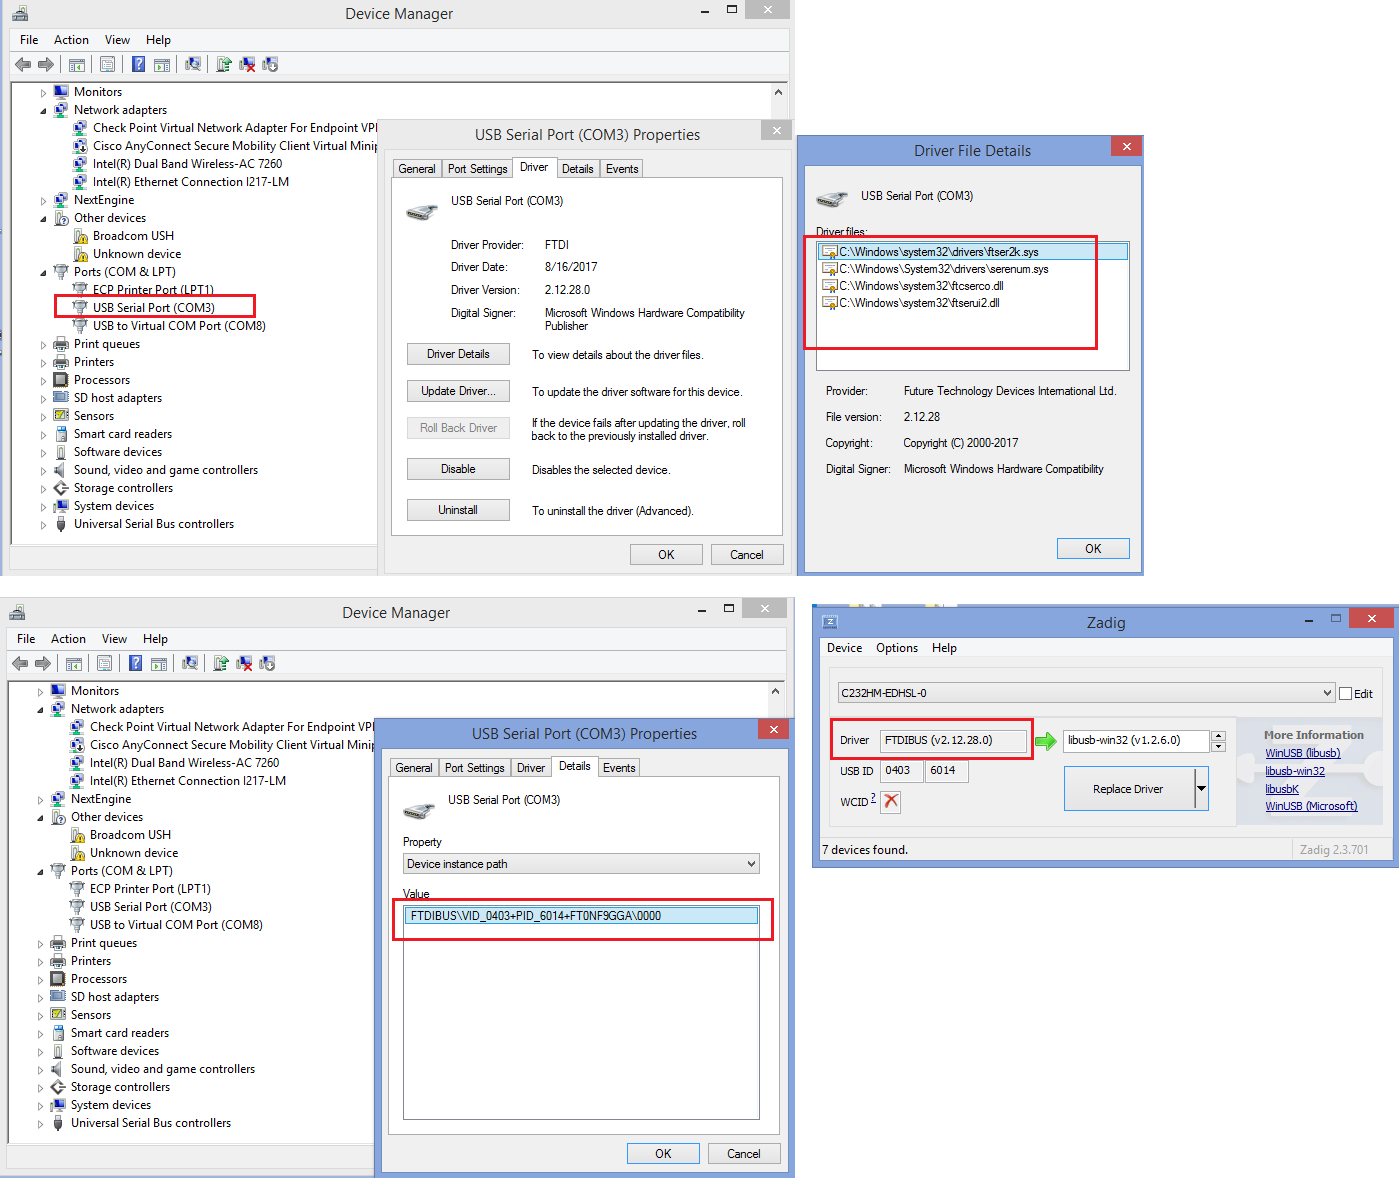 Device Manager
File Action View Help
Monitors
Network adapters
Check Point Virtual Network Adapter For Endpoint VPI
Cisco AnyConnect Secure Mobility Client Virtual Minip
Intel(R) Dual Band Wireless-AC 7260
Intel(R) Ethernet Connection I217-LM
NextEngine
Other devices
Broadcom USH
Unknown device
Ports (COM & LPT)
ECP Printer Port (LPT1)
USB Serial Port (COM3)
USB to Virtual COM Port (COM8)
Print queues
Printers
Processors
SD host adapters
Sensors
Smart card readers
Software devices
Sound, video and game controllers
Storage controllers
System devices
Universal Serial Bus controllers
USB Serial Port (COM3) Properties
General Port Settings Driver Details Events
USB Serial Port (COM3)
Driver Provider: FTDI
Driver Date: 8/16/2017
Driver Version: 2.12.28.0
Digital Signer: Microsoft Windows Hardware Compatibility
Publisher
Driver Details To view details about the driver files.
Update Driver... To update the driver software for this device.
Roll Back Driver If the device fails after updating the driver, roll
back to the previously installed driver.
Disable Disables the selected device.
Uninstall To uninstall the driver (Advanced).
OK Cancel
Driver File Details
USB Serial Port (COM3)
Driver files:
C:\Windows\system32\drivers\ftser2k.sys
C:\Windows\System32\drivers\serenum.sys
C:\Windows\system32\ftcserco.dll
C:\Windows\system32\ftserui2.dll
Provider: Future Technology Devices International Ltd.
File version: 2.12.28
Copyright: Copyright (C) 2000-2017
Digital Signer: Microsoft Windows Hardware Compatibility
OK
Device Manager
File Action View Help
Monitors
Network adapters
Check Point Virtual Network Adapter For Endpoint VPI
Cisco AnyConnect Secure Mobility Client Virtual Minip
Intel(R) Dual Band Wireless-AC 7260
Intel(R) Ethernet Connection I217-LM
NextEngine
Other devices
Broadcom USH
Unknown device
Ports (COM & LPT)
ECP Printer Port (LPT1)
USB Serial Port (COM3)
USB to Virtual COM Port (COM8)
Print queues
Printers
Processors
SD host adapters
Sensors
Smart card readers
Software devices
Sound, video and game controllers
Storage controllers
System devices
Universal Serial Bus controllers
USB Serial Port (COM3) Properties
General Port Settings Driver Details Events
USB Serial Port (COM3)
Property
Device instance path
Value
FTDIBUS\VID_0403+PID_6014+FT0NF9GGA\0000
OK Cancel
Zadig
Device Options Help
C232HM-EDHSL-0 Edit
Driver FTDIBUS (v2.12.28.0) libusb-win32 (v1.2.6.0)
USB ID 0403 6014
WCID ?
Replace Driver
More Information
WinUSB (libusb)
libusb-win32
libusbK
WinUSB (Microsoft)
7 devices found. Zadig 2.3.701